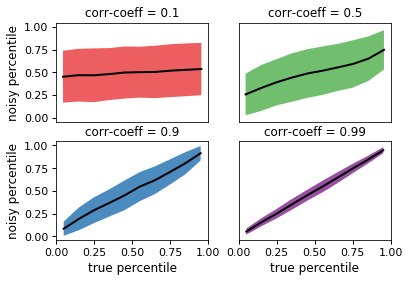 corr-coeff = 0.1
corr-coeff = 0.5
noisy percentile
1.00
0.75
0.50
0.25
0.00
corr-coeff = 0.9
corr-coeff = 0.99
noisy percentile
1.00
0.75
0.50
0.25
0.00
0.00 0.25 0.50 0.75 1.00
0.00 0.25 0.50 0.75 1.00
true percentile
true percentile